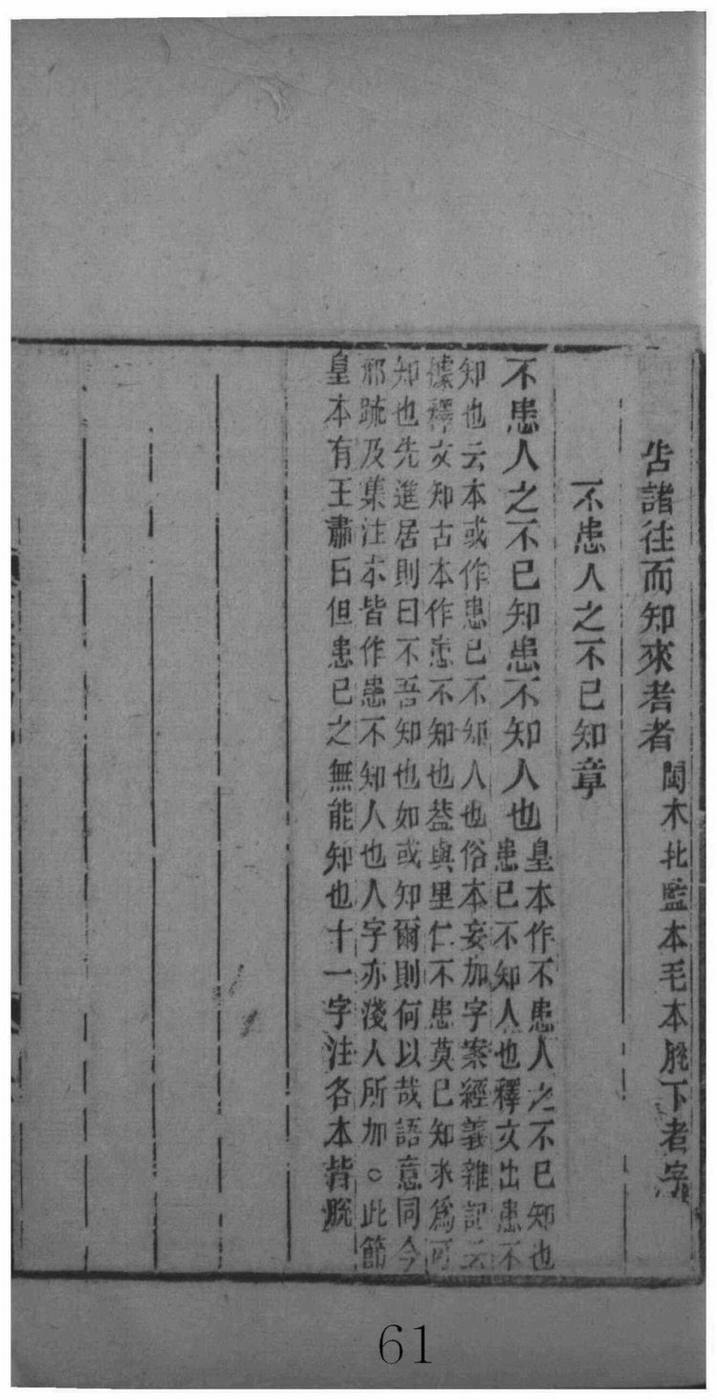 告諸往而知來者者閩本北監本毛本脫下者字
不患人之不己知章
不患人之不己知患不知人也皇本作不患人之不己知也
患己不知人也釋文出患不
知也云本或作患己不知人也俗本妄加字案經義雜記云
據釋文知古本作患不知也蓋與里仁不患莫己知求爲可
知也先進居則曰不吾知也如或知爾則何以哉語意同今
邢疏及集注本皆作患不知人也人字亦淺人所加○此節
皇本有王肅曰但患己之無能知也十一字注各本皆脫
61